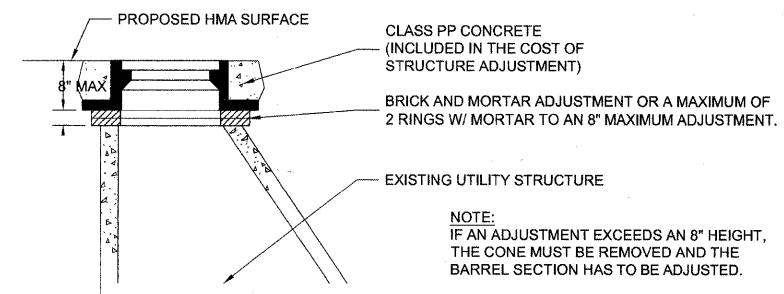 PROPOSED HMA SURFACE
CLASS PP CONCRETE
(INCLUDED IN THE COST OF
STRUCTURE ADJUSTMENT)
8" MAX
BRICK AND MORTAR ADJUSTMENT OR A MAXIMUM OF
2 RINGS W/ MORTAR TO AN 8" MAXIMUM ADJUSTMENT.
EXISTING UTILITY STRUCTURE
NOTE:
IF AN ADJUSTMENT EXCEEDS AN 8" HEIGHT,
THE CONE MUST BE REMOVED AND THE
BARREL SECTION HAS TO BE ADJUSTED.